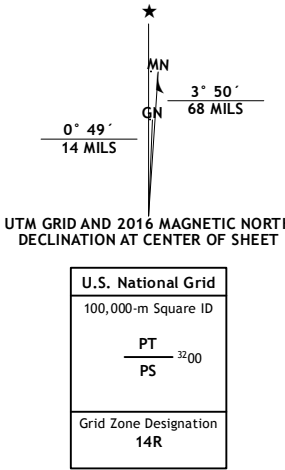 ★
MN
3° 50´
68 MILS
GN
0° 49´
14 MILS
UTM GRID AND 2016 MAGNETIC NORTH
DECLINATION AT CENTER OF SHEET
U.S. National Grid
100,000-m Square ID
PT
3200
PS
Grid Zone Designation
14R